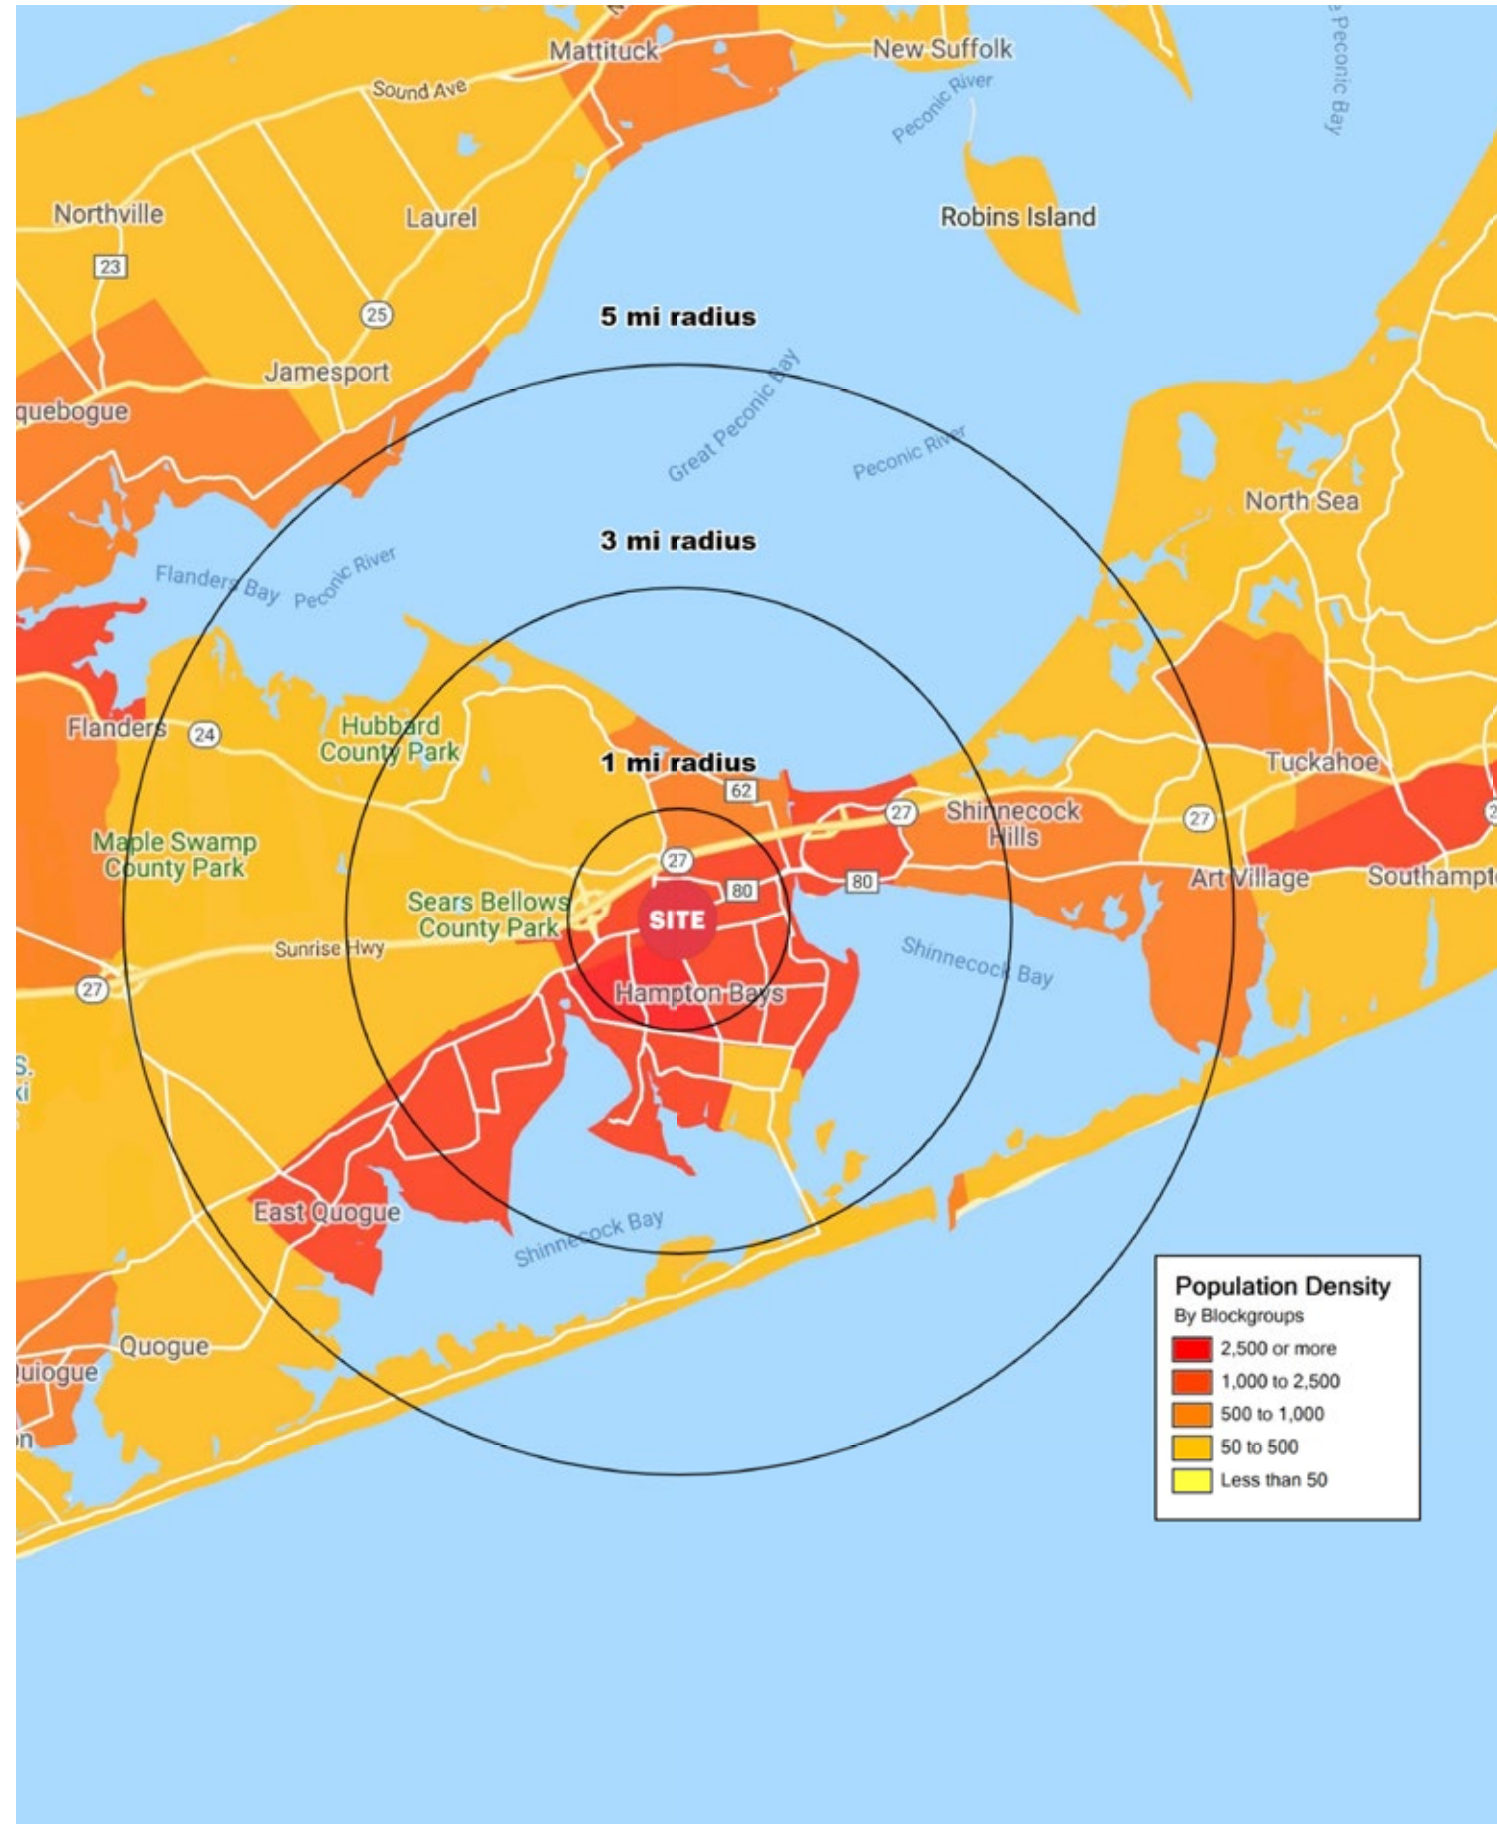 Mattituck
New Suffolk
Sound Ave
Peconic River
Peconic Bay
Northville
Laurel
Robins Island
23
25
5 mi radius
Jamesport
quebogue
Great Peconic Bay
Peconic River
North Sea
3 mi radius
Flanders Bay
Peconic River
Flanders
24
Hubbard
County Park
1 mi radius
62
Tuckahoe
27
Shinnecock
Hills
27
Maple Swamp
County Park
27
80
80
Art Village
Southampt
Sears Bellows
County Park
SITE
Sunrise Hwy
Shinnecock Bay
27
Hampton Bays
S.
ki
East Quogue
Shinnecock Bay
Quogue
uiogue
on
Population Density
By Blockgroups
2,500 or more
1,000 to 2,500
500 to 1,000
50 to 500
Less than 50